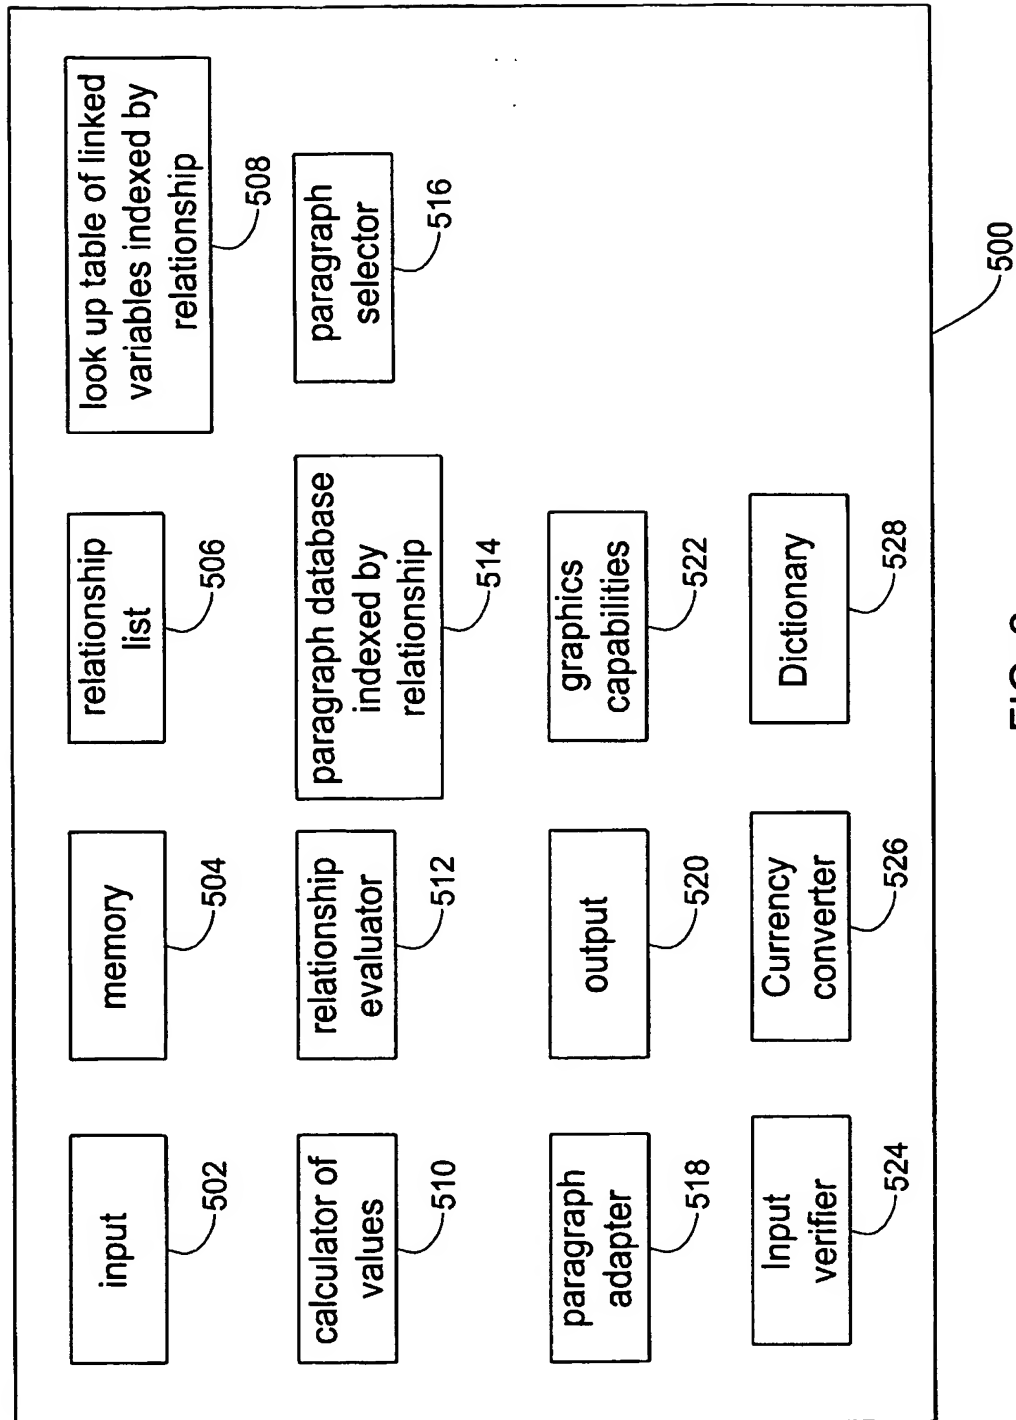 input
502
memory
504
relationship
list
506
look up table of linked
variables indexed by
relationship
508
calculator of
values
510
relationship
evaluator
512
paragraph database
indexed by
relationship
514
paragraph
selector
516
paragraph
adapter
518
output
520
graphics
capabilities
522
Input
verifier
524
Currency
converter
526
Dictionary
528
500
FIG.